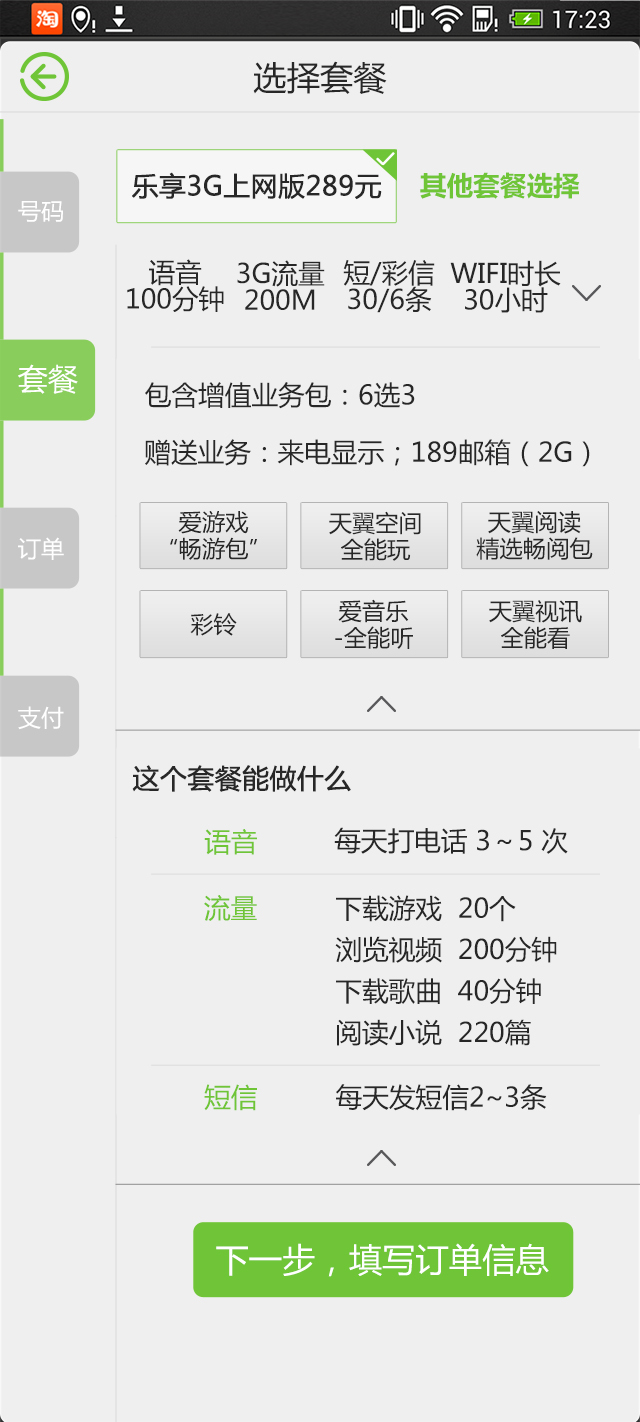 淘
17:23
选择套餐
号码
套餐
订单
支付
乐享3G上网版289元
其他套餐选择
语音 3G流量 短/彩信 WIFI时长
100分钟 200M 30/6条 30小时
包含增值业务包：6选3
赠送业务：来电显示；189邮箱（2G）
爱游戏
“畅游包”
天翼空间
全能玩
天翼阅读
精选畅阅包
彩铃
爱音乐
-全能听
天翼视讯
全能看
这个套餐能做什么
语音 每天打电话 3～5 次
流量 下载游戏 20个
浏览视频 200分钟
下载歌曲 40分钟
阅读小说 220篇
短信 每天发短信2~3条
下一步，填写订单信息